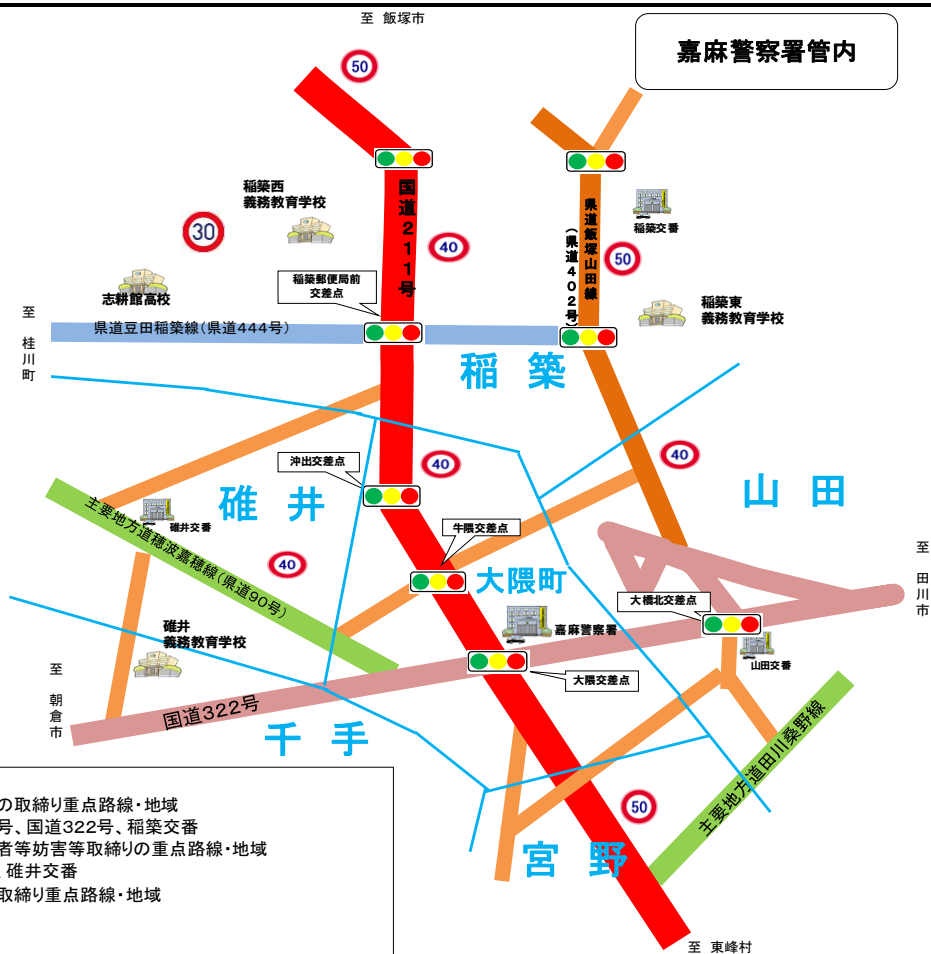 至 飯塚市
嘉麻警察署管内
50
国道211号
稲築西
義務教育学校
30
40
県道飯塚山田線
(県道402号)
稲築交番
50
志耕館高校
稲築郵便局前
交差点
稲築東
義務教育学校
至 桂川町
県道豆田稲築線(県道444号)
稲 築
沖出交差点
40
40
碓 井
山 田
主要地方道穂波嘉穂線(県道90号)
碓井交番
牛隈交差点
40
大隈町
至 田川市
大橋北交差点
碓井
義務教育学校
嘉麻警察署
山田交番
至 朝倉市
大隈交差点
国道322号
千 手
主要地方道田川桑野線
の取締り重点路線・地域
号、国道322号、稲築交番
者等妨害等取締りの重点路線・地域
碓井交番
取締り重点路線・地域
50
宮 野
至 東峰村